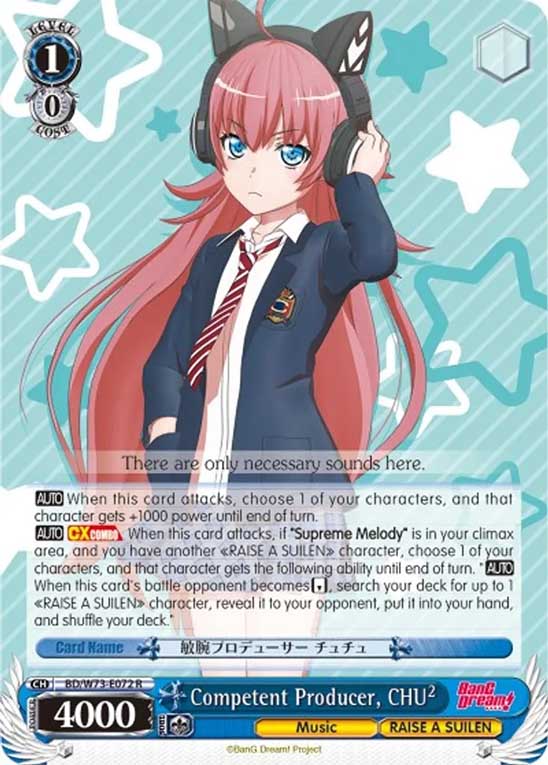 LEVEL
1
0
COST
There are only necessary sounds here.
AUTO When this card attacks, choose 1 of your characters, and that
character gets +1000 power until end of turn.
AUTO CXCOMBO When this card attacks, if "Supreme Melody" is in your climax
area, and you have another «RAISE A SUILEN» character, choose 1 of your
characters, and that character gets the following ability until end of turn. "AUTO
When this card's battle opponent becomes, search your deck for up to 1
«RAISE A SUILEN» character, reveal it to your opponent, put it into your hand,
and shuffle your deck."
Card Name 敏腕プロデューサー チュチュ
CH BD/W73-E072 R
Competent Producer, CHU²
BanG Dream!
POWER 4000
SOUL
Music RAISE A SUILEN
©BanG Dream! Project